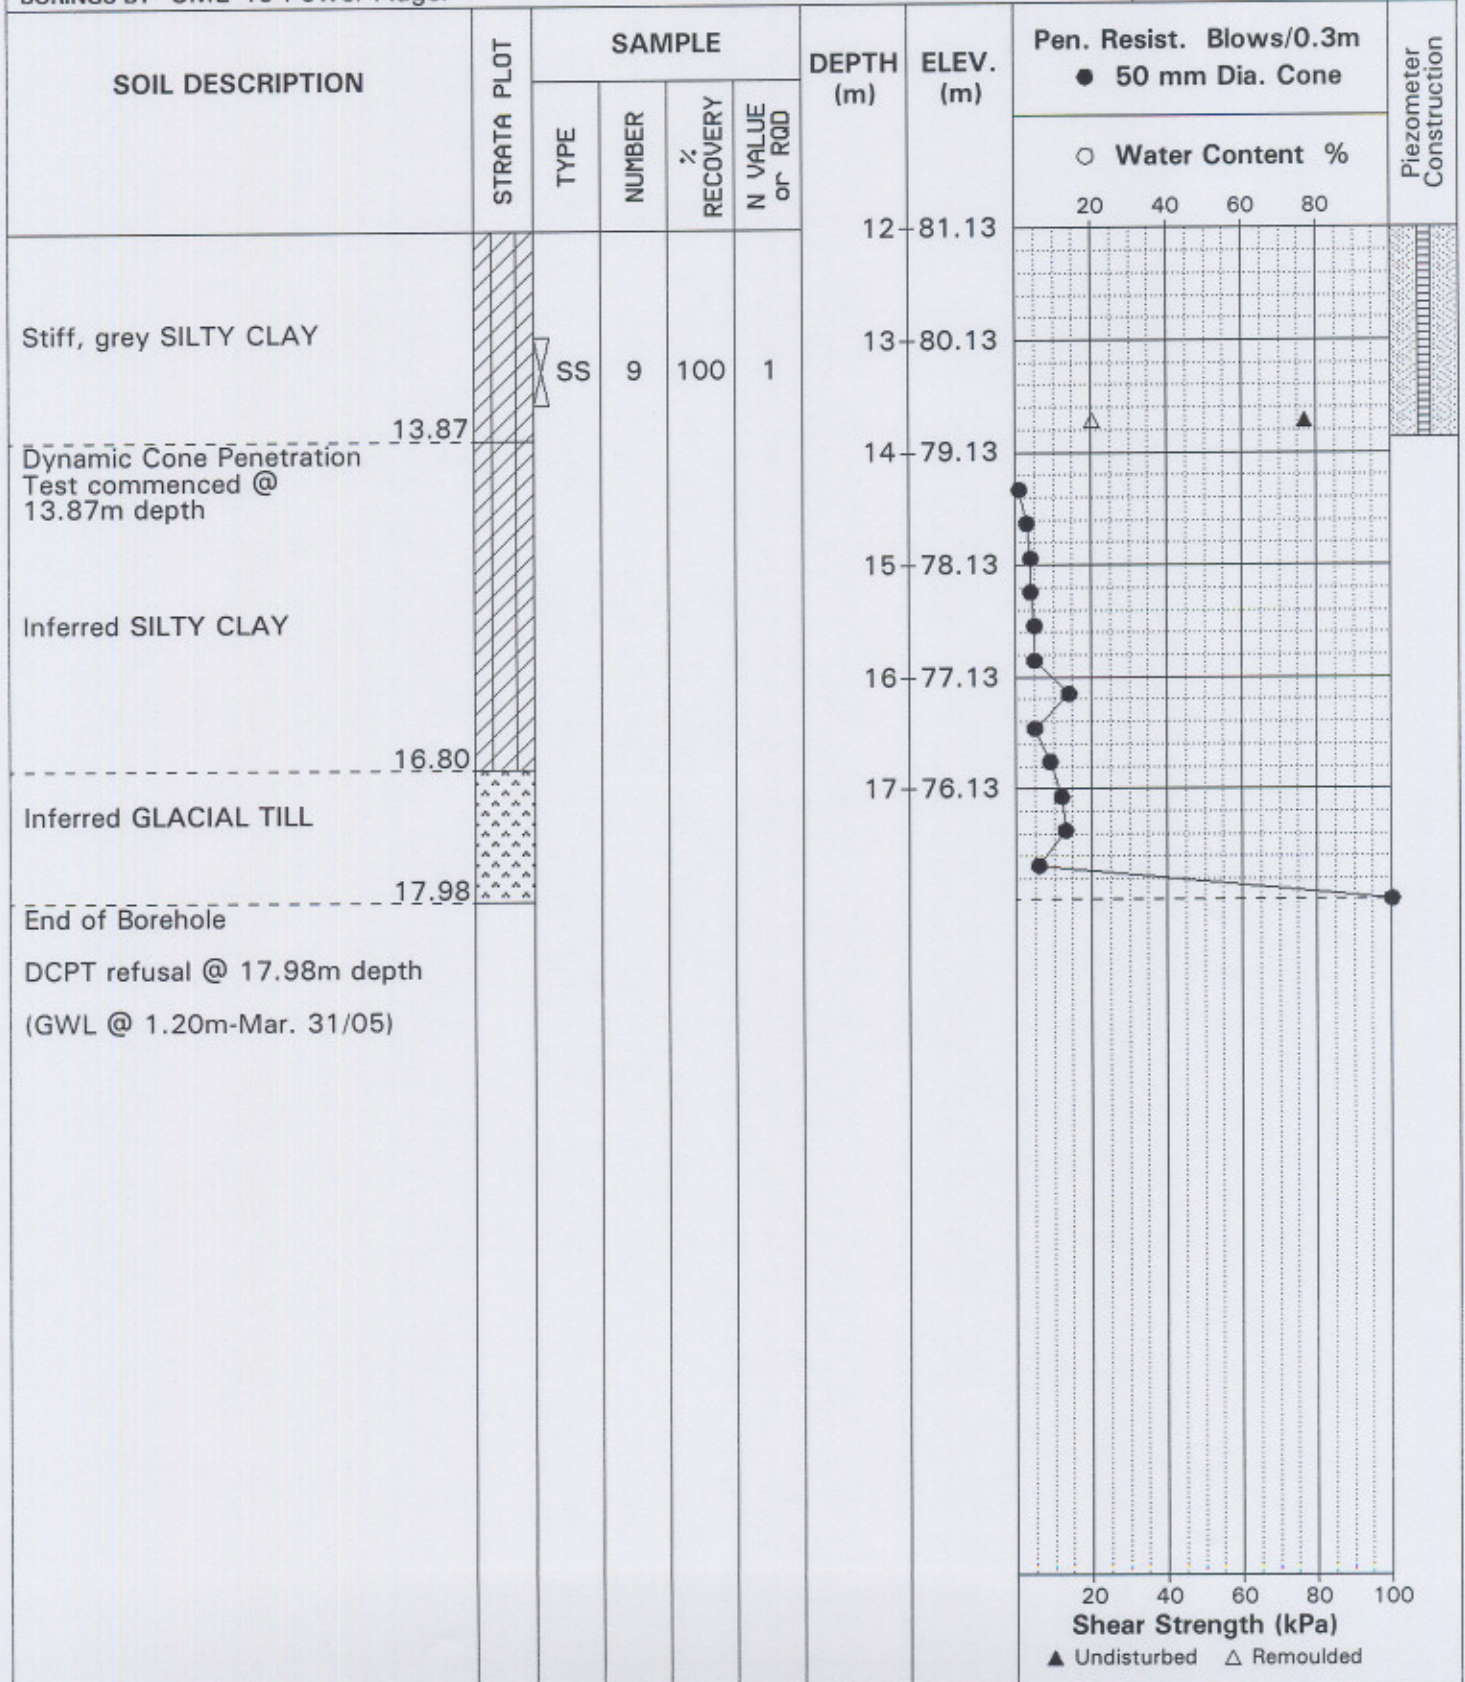 SOIL DESCRIPTION
STRATA PLOT
SAMPLE
TYPE
NUMBER
%
RECOVERY
N VALUE
or RQD
DEPTH
(m)
ELEV.
(m)
Pen. Resist. Blows/0.3m
● 50 mm Dia. Cone
○ Water Content %
20 40 60 80
Piezometer
Construction
12 81.13
Stiff, grey SILTY CLAY
13 80.13
SS 9 100 1
13.87
Dynamic Cone Penetration
Test commenced @
13.87m depth
14 79.13
15 78.13
Inferred SILTY CLAY
16 77.13
16.80
17 76.13
Inferred GLACIAL TILL
17.98
End of Borehole
DCPT refusal @ 17.98m depth
(GWL @ 1.20m-Mar. 31/05)
20 40 60 80 100
Shear Strength (kPa)
▲ Undisturbed △ Remoulded